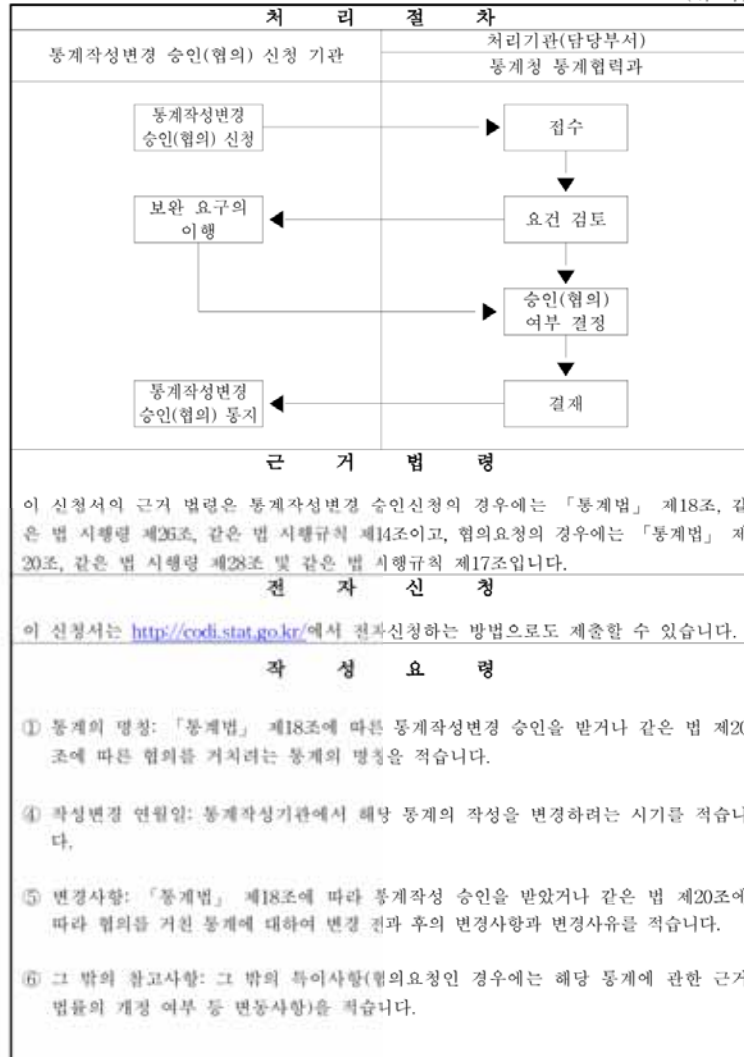 처 리 절 차
통계작성변경 승인(협의) 신청 기관
처리기관(담당부서)
통계청 통계협력과
통계작성변경
승인(협의) 신청
접수
보완 요구의
이행
요건 검토
승인(협의)
여부 결정
통계작성변경
승인(협의) 통지
결재
근 거 법 령
이 신청서의 근거 법령은 통계작성변경 승인신청의 경우에는 「통계법」 제18조, 같
은 법 시행령 제26조, 같은 법 시행규칙 제14조이고, 협의요청의 경우에는 「통계법」 제
20조, 같은 법 시행령 제28조 및 같은 법 시행규칙 제17조입니다.
전 자 신 청
이 신청서는 http://codi.stat.go.kr/에서 전자신청하는 방법으로도 제출할 수 있습니다.
작 성 요 령
① 통계의 명칭: 「통계법」 제18조에 따른 통계작성변경 승인을 받거나 같은 법 제20
조에 따른 협의를 거치려는 통계의 명칭을 적습니다.
④ 작성변경 연월일: 통계작성기관에서 해당 통계의 작성을 변경하려는 시기를 적습니
다.
⑤ 변경사항: 「통계법」 제18조에 따라 통계작성 승인을 받았거나 같은 법 제20조에
따라 협의를 거친 통계에 대하여 변경 전과 후의 변경사항과 변경사유를 적습니다.
⑥ 그 밖의 참고사항: 그 밖의 특이사항(협의요청인 경우에는 해당 통계에 관한 근거
법률의 개정 여부 등 변동사항)을 적습니다.